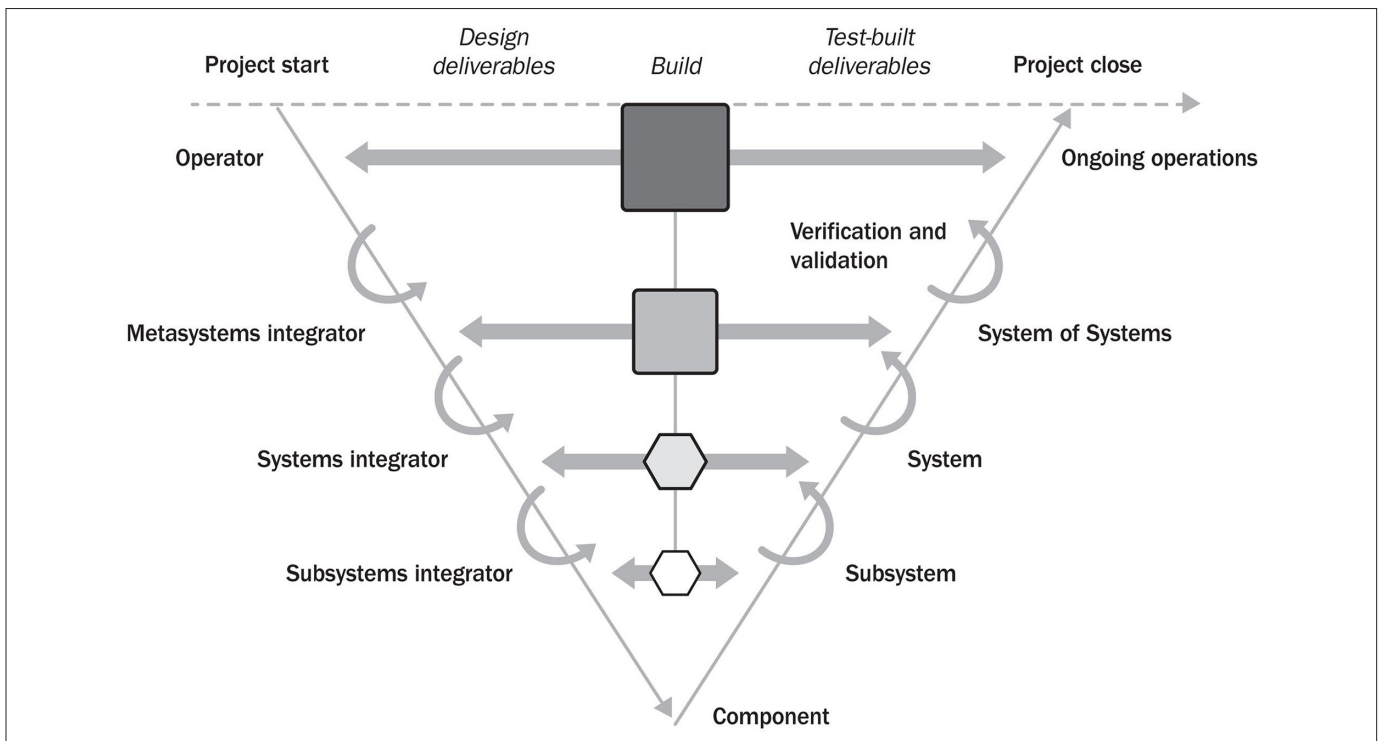 Project start
Design
deliverables
Build
Test-built
deliverables
Project close
Operator
Ongoing operations
Verification and
validation
Metasystems integrator
System of Systems
Systems integrator
System
Subsystems integrator
Subsystem
Component